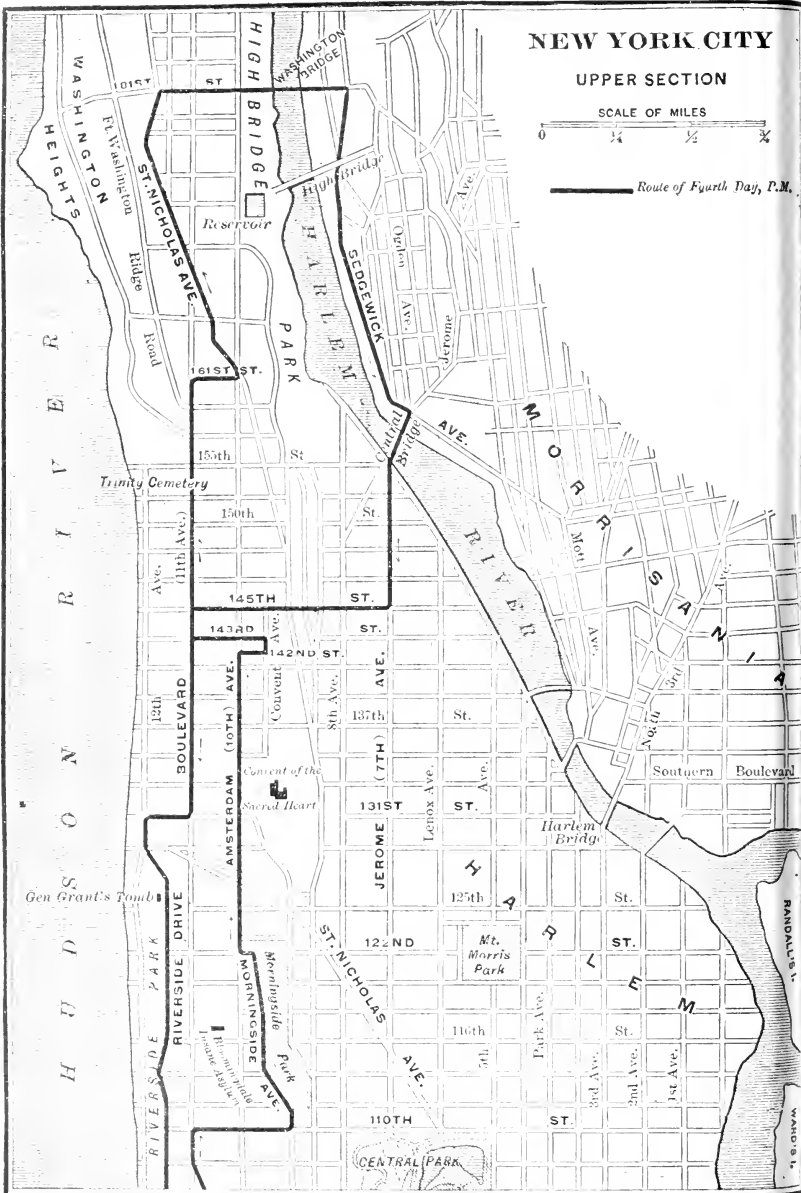 NEW YORK CITY
UPPER SECTION
SCALE OF MILES
0 ¼ ½ ¾
Route of Fourth Day, P.M.
WASHINGTON HEIGHTS
181ST ST
Ft. Washington Ridge Road
ST. NICHOLAS AVE.
HIGH BRIDGE PARK
WASHINGTON BRIDGE
High Bridge
Reservoir
HARLEM RIVER
SEDGEWICK AVE.
Ogden Ave.
Jerome Ave.
161ST ST.
Central Bridge
MORRISANIA
155th St
Trinity Cemetery
150th St.
HUDSON RIVER
12th Ave.
BOULEVARD (11th Ave.)
145TH ST.
143RD ST.
142ND ST.
AMSTERDAM (10TH) AVE.
Convent Ave.
8th Ave.
JEROME (7TH) AVE.
137th St.
Mott Ave.
North 3rd Ave.
Southern Boulevard
Convent of the
Sacred Heart
131ST ST.
Lenox Ave.
Harlem
Bridge
HARLEM
Gen Grant's Tomb
125th St.
RIVERSIDE PARK
RIVERSIDE DRIVE
122ND ST.
Mt.
Morris
Park
ST. NICHOLAS AVE.
MORNINGSIDE AVE.
Morningside Park
Bloomingdale
Insane Asylum
116th St.
5th Ave.
Park Ave.
3rd Ave.
2nd Ave.
1st Ave.
110TH ST.
CENTRAL PARK
RANDALL'S I.
WARD'S I.